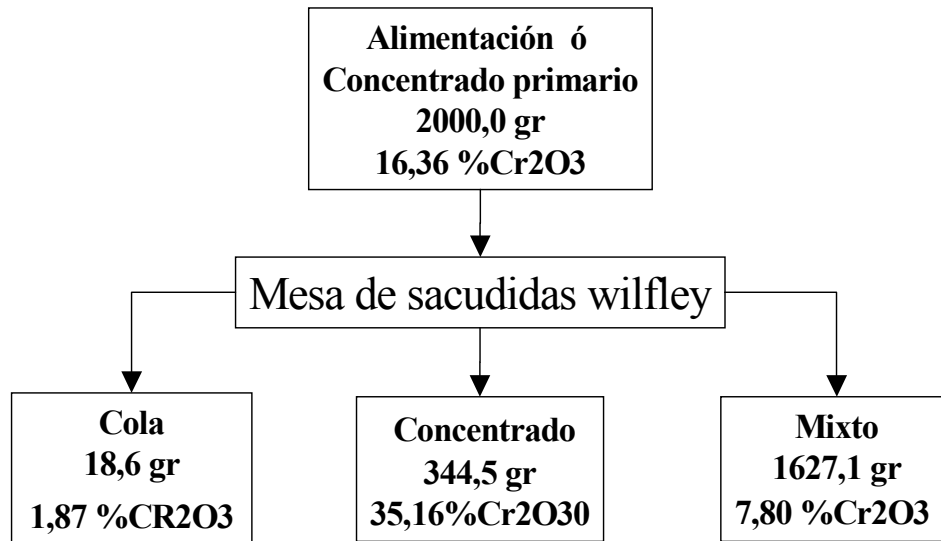 Alimentación ó
Concentrado primario
2000,0 gr
16,36 %Cr2O3
Mesa de sacudidas wilfley
Cola
18,6 gr
1,87 %CR2O3
Concentrado
344,5 gr
35,16%Cr2O30
Mixto
1627,1 gr
7,80 %Cr2O3